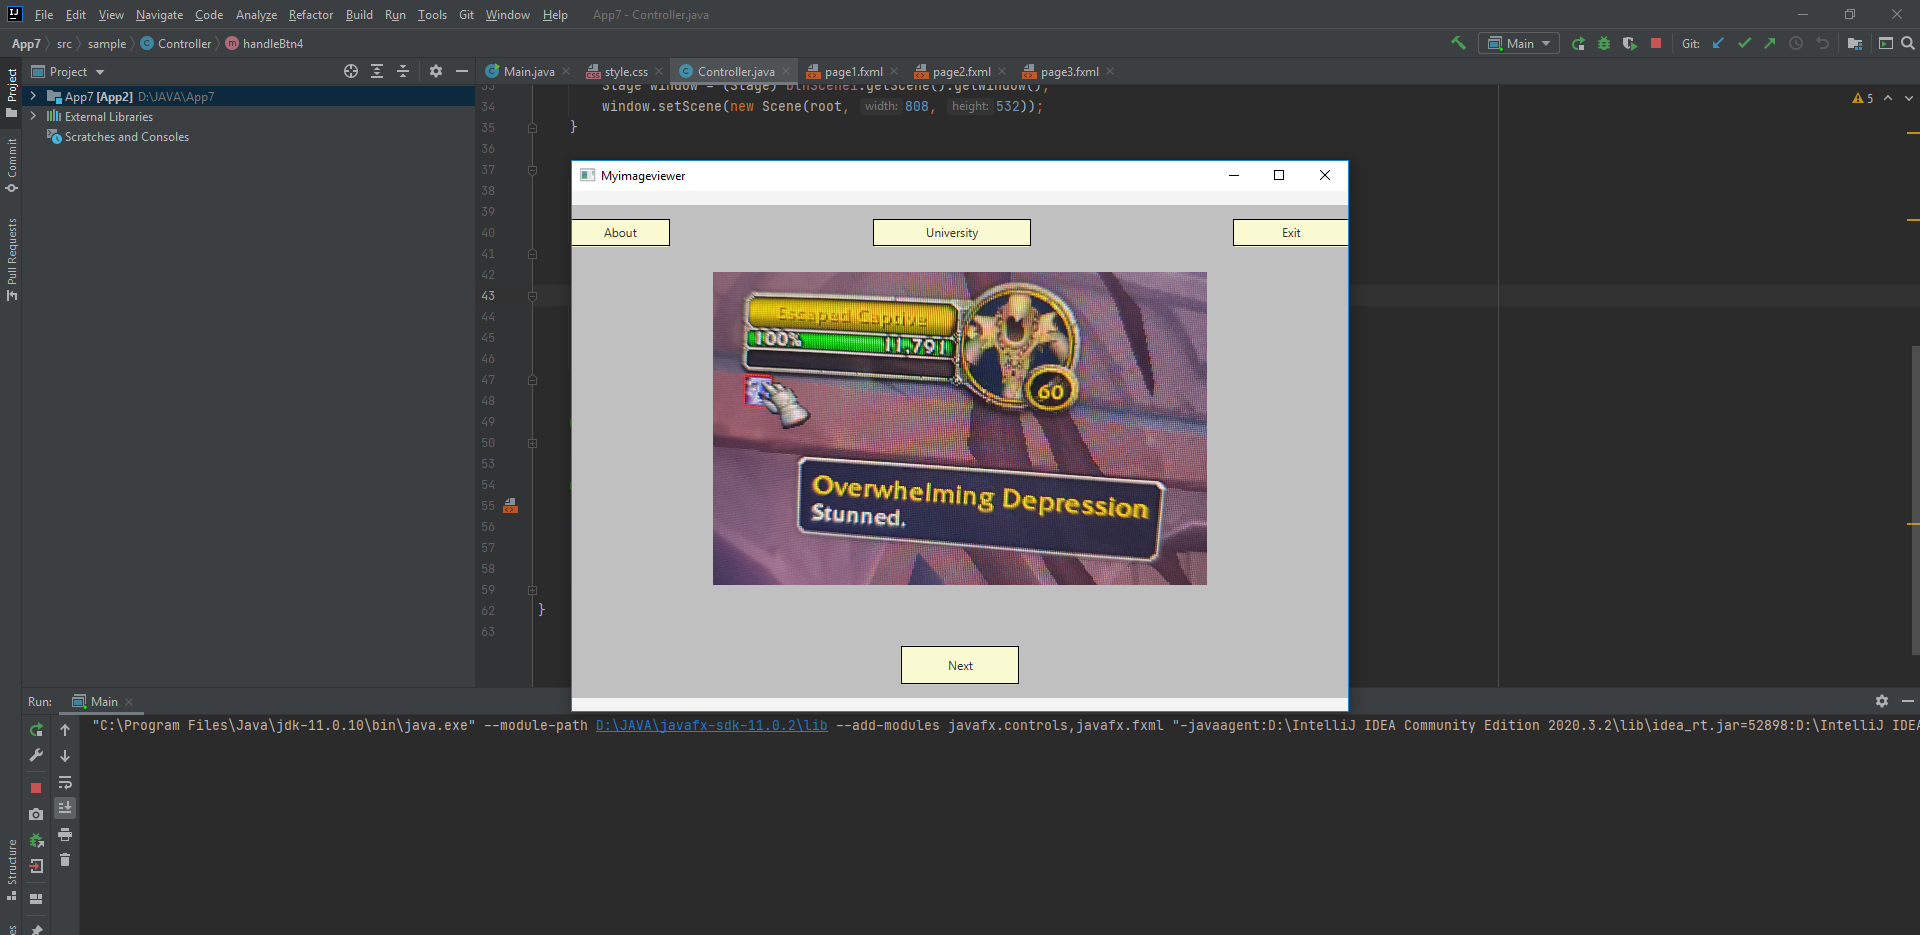 File Edit View Navigate Code Analyze Refactor Build Run Tools Git Window Help App7 - Controller.java
App7 src sample Controller handleBtn4 Main Git:
Project Main.java style.css Controller.java page1.fxml page2.fxml page3.fxml
App7 [App2] D:\JAVA\App7
External Libraries
Scratches and Consoles
Project
Commit
Pull Requests
Structure
33 Stage window = (Stage) btnScene1.getScene().getWindow();
34 window.setScene(new Scene(root, width: 808, height: 532));
35 }
36
37
38
39
40
41
42
43
44
45
46
47
48
49
50
53
54
55
56
57
58
59
62 }
63
5
Myimageviewer
About University Exit
Escaped Captive
100% 11,791
60
Overwhelming Depression
Stunned.
Next
Run: Main
"C:\Program Files\Java\jdk-11.0.10\bin\java.exe" --module-path D:\JAVA\javafx-sdk-11.0.2\lib --add-modules javafx.controls,javafx.fxml "-javaagent:D:\IntelliJ IDEA Community Edition 2020.3.2\lib\idea_rt.jar=52898:D:\IntelliJ IDEA